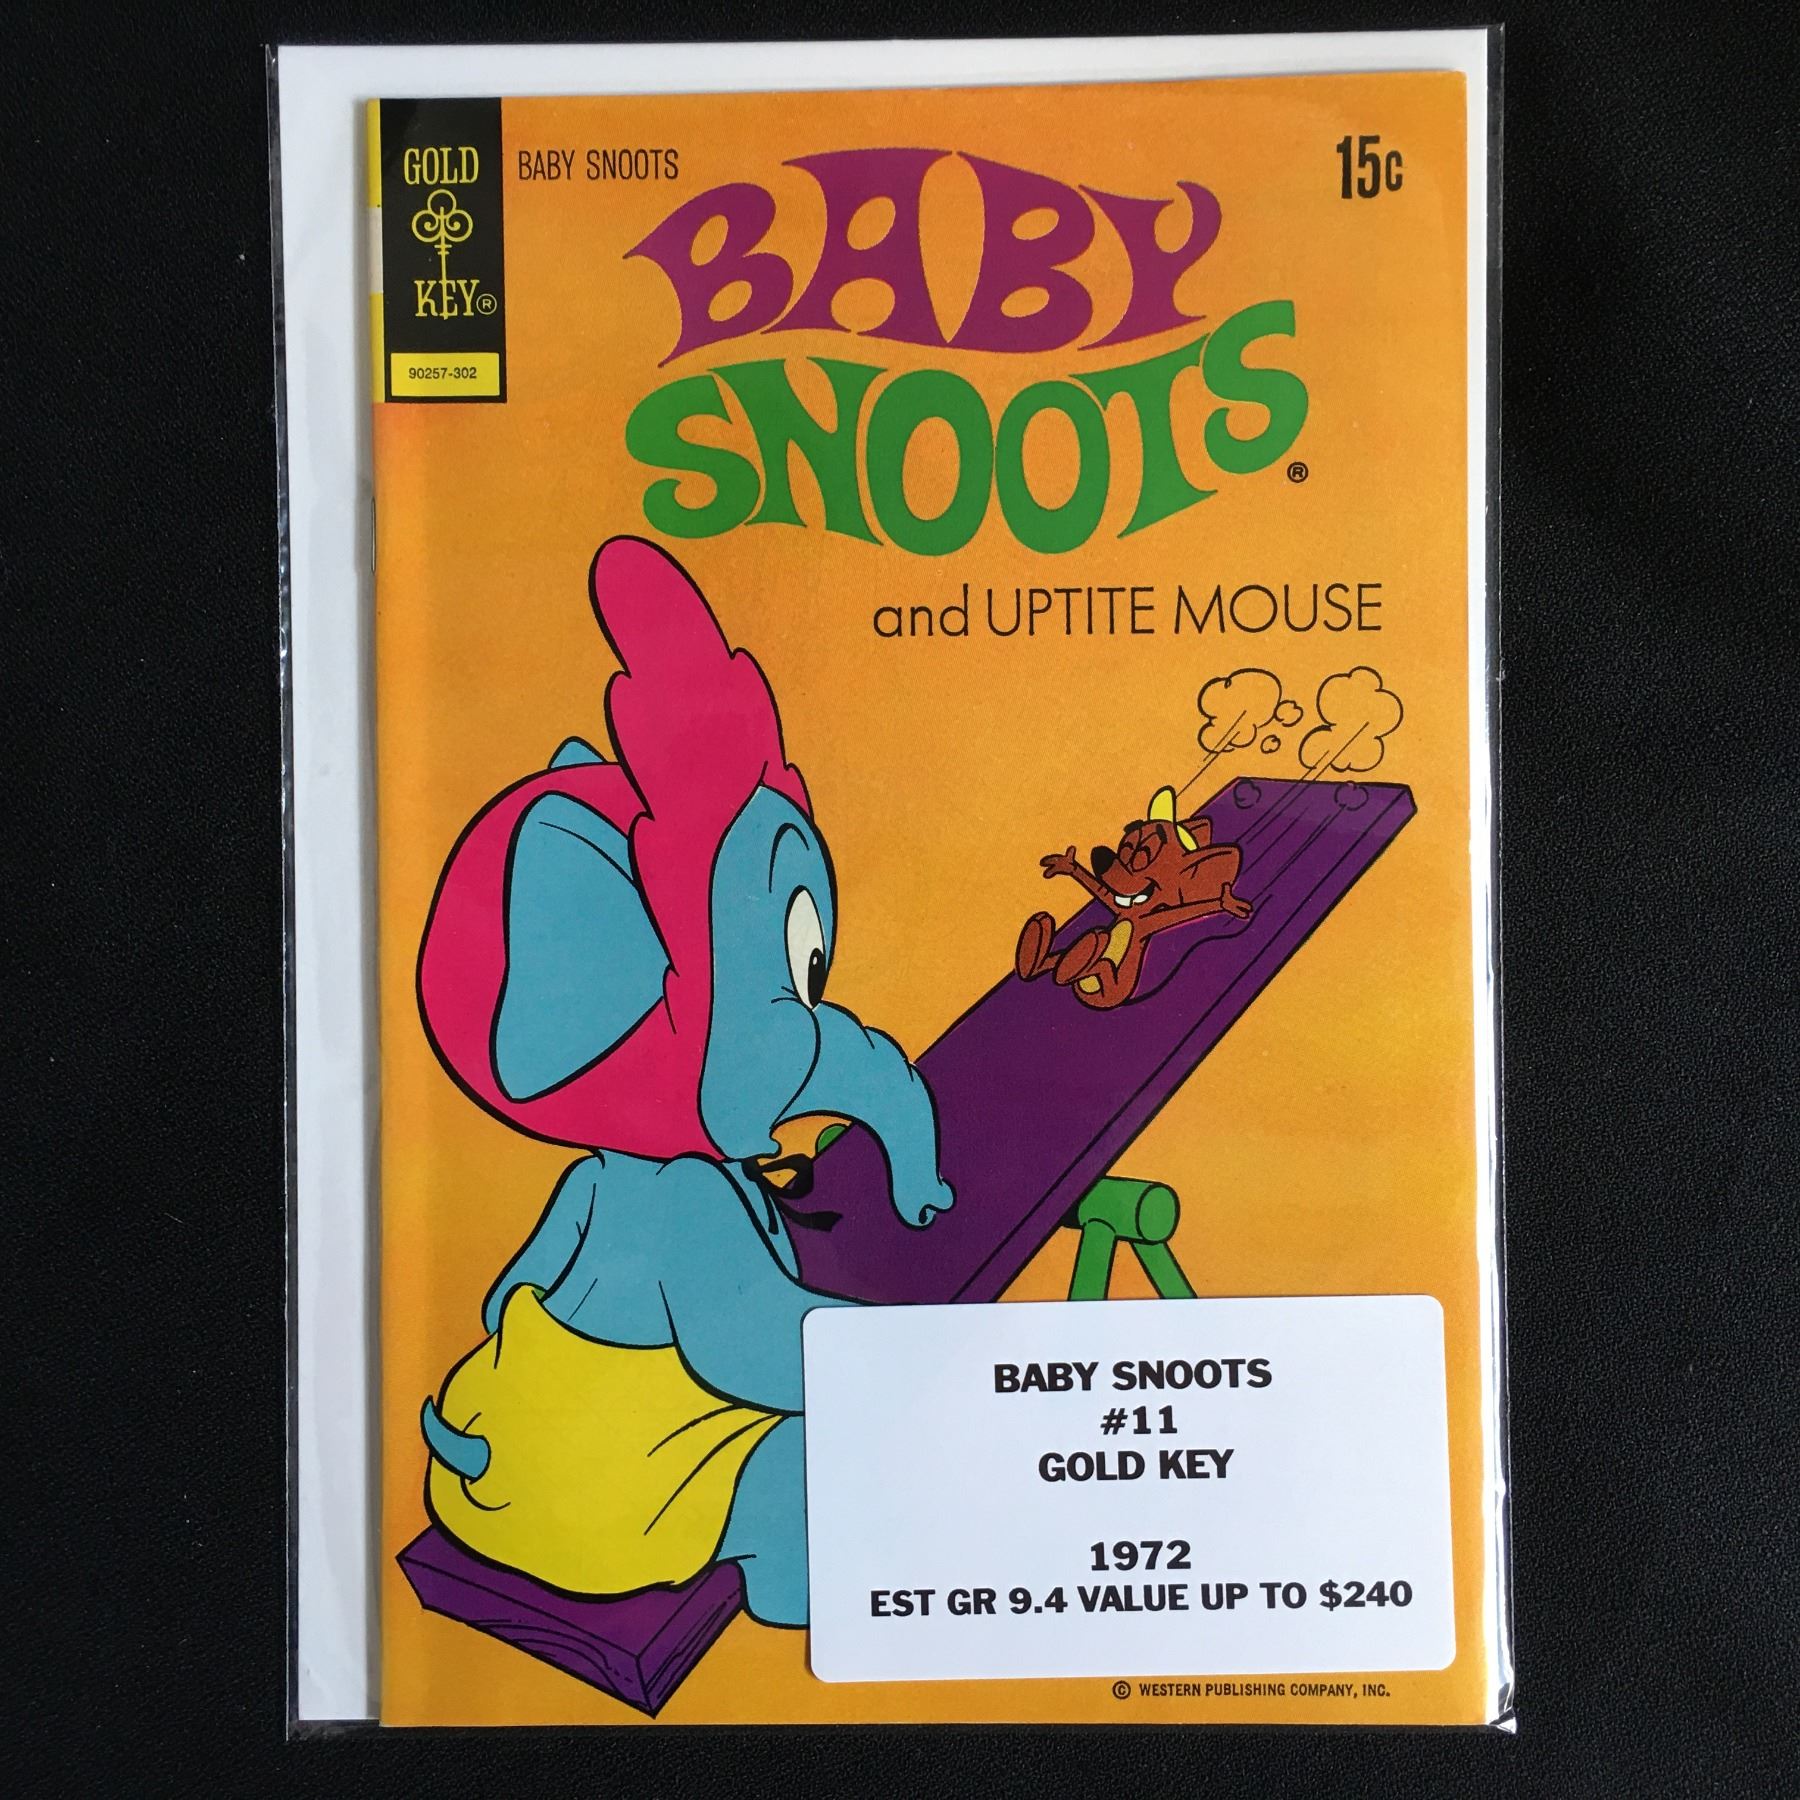 GOLD
KEY®
BABY SNOOTS
15¢
90257-302
BABY
SNOOTS®
and UPTITE MOUSE
BABY SNOOTS
#11
GOLD KEY
1972
EST GR 9.4 VALUE UP TO $240
© WESTERN PUBLISHING COMPANY, INC.